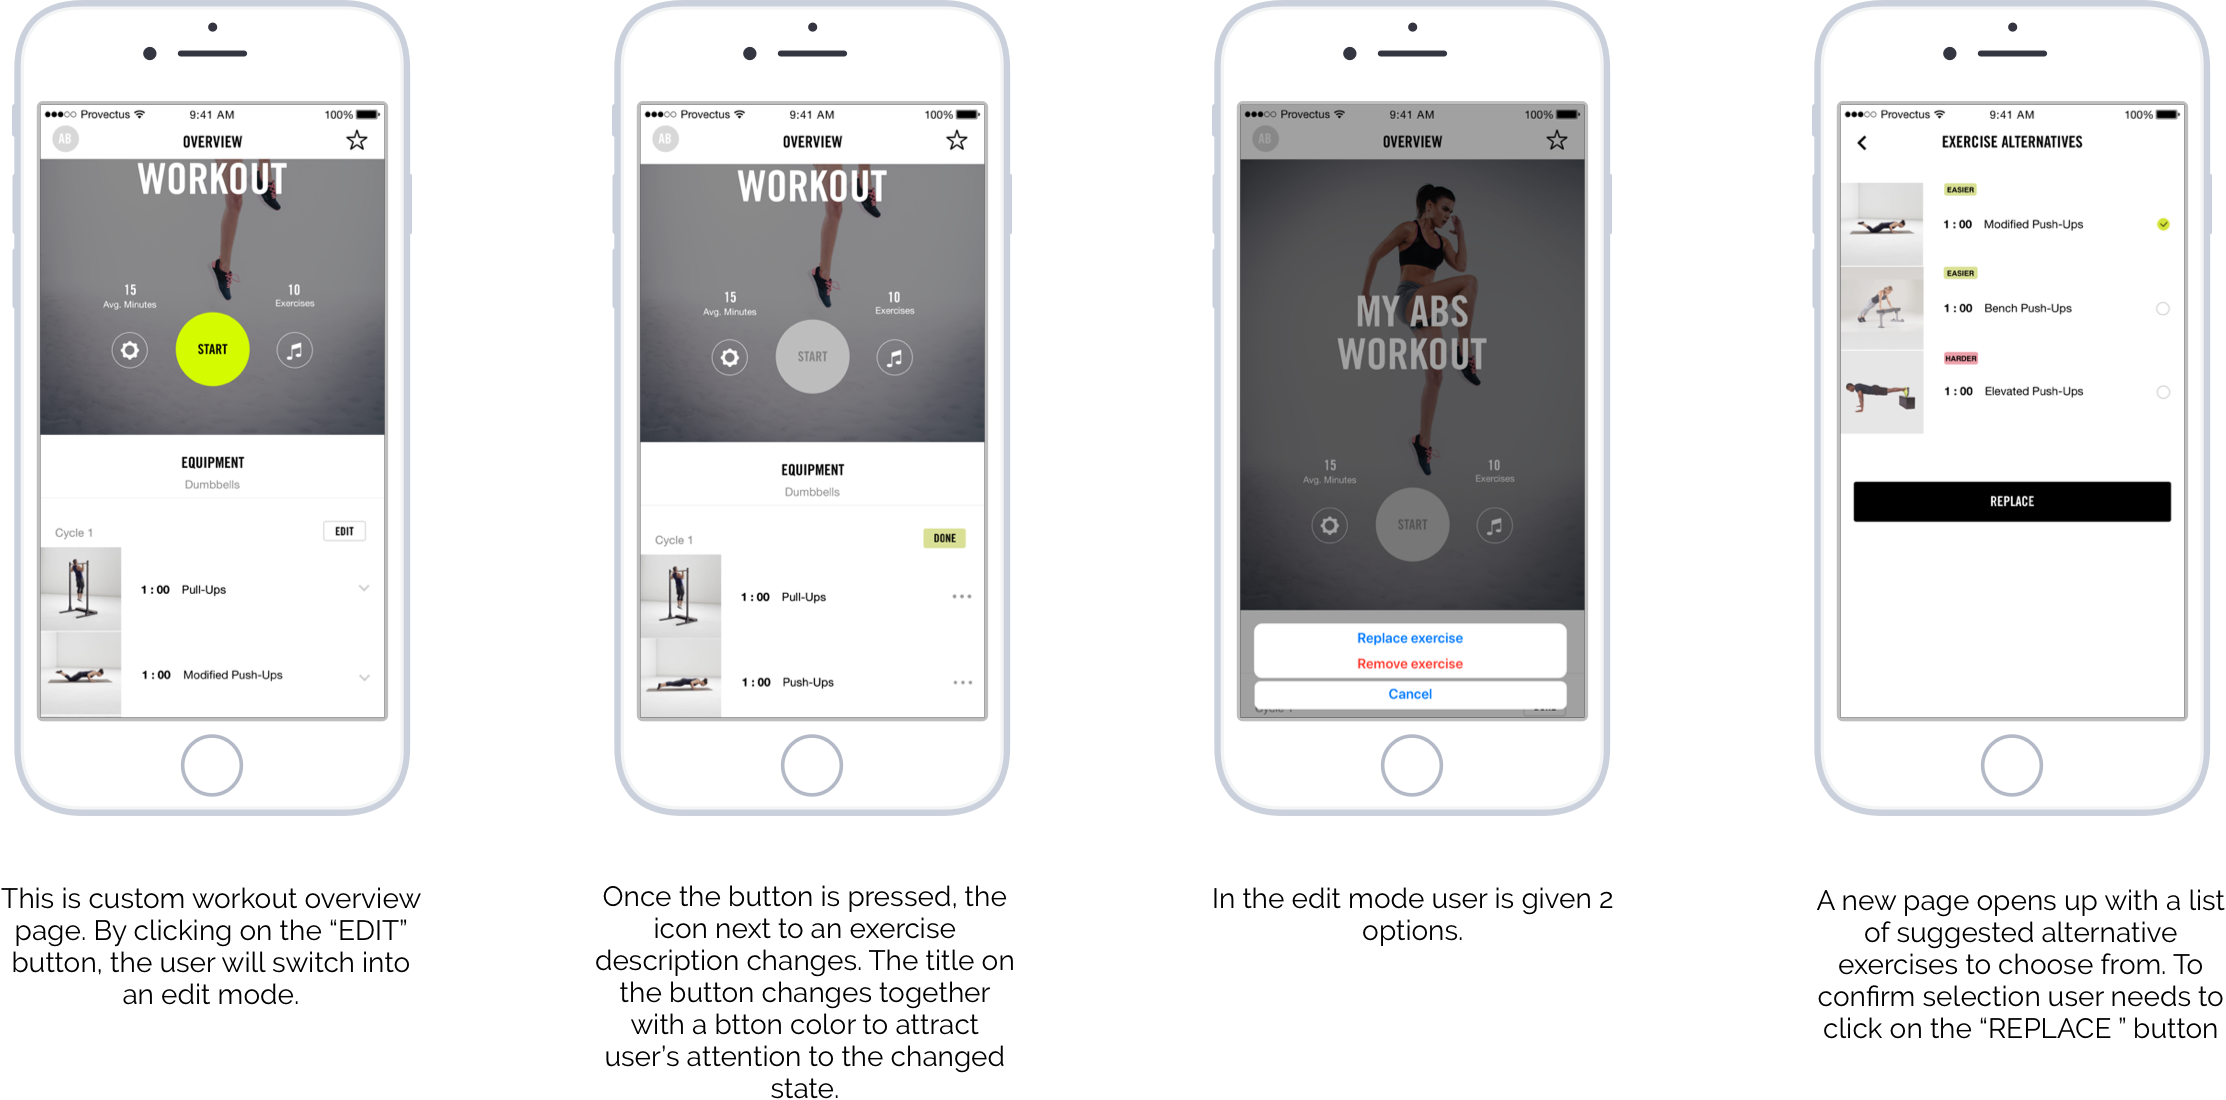 Provectus 9:41 AM 100%
AB OVERVIEW
WORKOUT
15 10
Avg. Minutes Exercises
START
EQUIPMENT
Dumbbells
Cycle 1 EDIT
1 : 00 Pull-Ups
1 : 00 Modified Push-Ups
This is custom workout overview
page. By clicking on the “EDIT”
button, the user will switch into
an edit mode.
Provectus 9:41 AM 100%
AB OVERVIEW
WORKOUT
15 10
Avg. Minutes Exercises
START
EQUIPMENT
Dumbbells
Cycle 1 DONE
1 : 00 Pull-Ups
1 : 00 Push-Ups
Once the button is pressed, the
icon next to an exercise
description changes. The title on
the button changes together
with a btton color to attract
user’s attention to the changed
state.
Provectus 9:41 AM 100%
AB OVERVIEW
MY ABS
WORKOUT
15 10
Avg. Minutes Exercises
START
Replace exercise
Remove exercise
Cancel
Cycle 1 DONE
In the edit mode user is given 2
options.
Provectus 9:41 AM 100%
EXERCISE ALTERNATIVES
EASIER
1 : 00 Modified Push-Ups
EASIER
1 : 00 Bench Push-Ups
HARDER
1 : 00 Elevated Push-Ups
REPLACE
A new page opens up with a list
of suggested alternative
exercises to choose from. To
confirm selection user needs to
click on the “REPLACE ” button